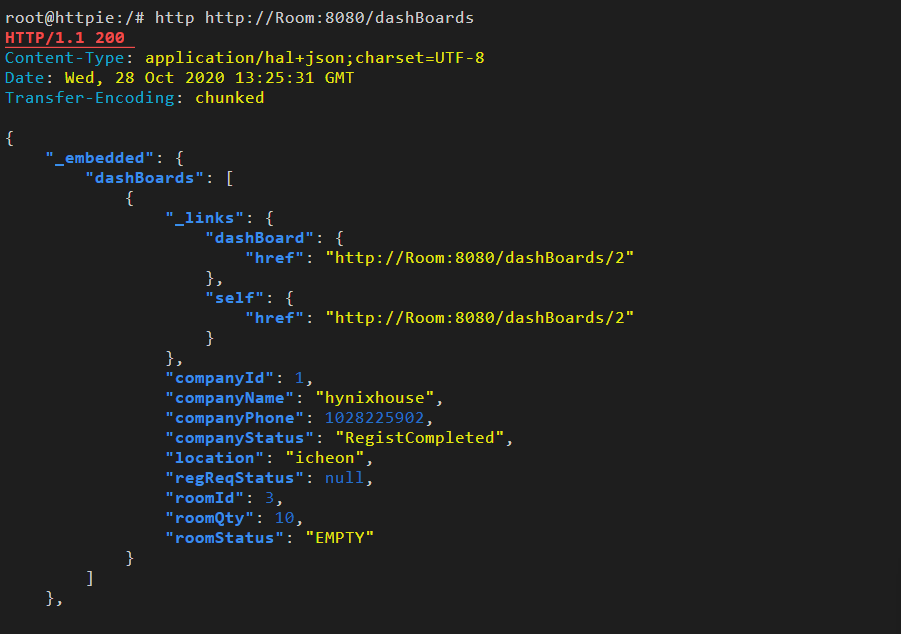 root@httpie:/# http http://Room:8080/dashBoards
HTTP/1.1 200
Content-Type: application/hal+json;charset=UTF-8
Date: Wed, 28 Oct 2020 13:25:31 GMT
Transfer-Encoding: chunked
{
"_embedded": {
"dashBoards": [
{
"_links": {
"dashBoard": {
"href": "http://Room:8080/dashBoards/2"
},
"self": {
"href": "http://Room:8080/dashBoards/2"
}
},
"companyId": 1,
"companyName": "hynixhouse",
"companyPhone": 1028225902,
"companyStatus": "RegistCompleted",
"location": "icheon",
"regReqStatus": null,
"roomId": 3,
"roomQty": 10,
"roomStatus": "EMPTY"
}
]
},